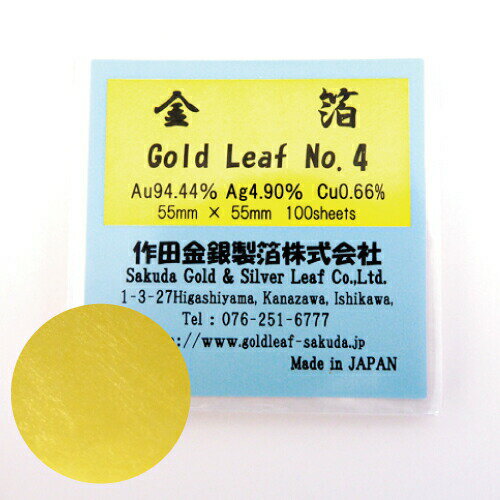 金箔
Gold Leaf No.4
Au94.44% Ag4.90% Cu0.66%
55mm × 55mm 100sheets
作田金銀製箔株式会社
Sakuda Gold & Silver Leaf Co.,Ltd.
1-3-27Higashiyama, Kanazawa, Ishikawa,
Tel : 076-251-6777
://www.goldleaf-sakuda.jp
Made in JAPAN